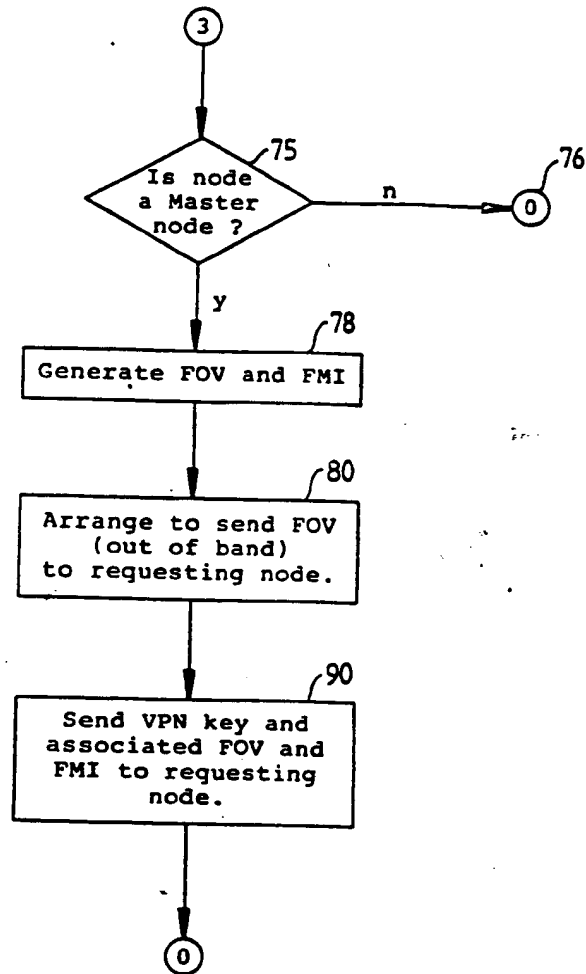 3
75
Is node
a Master
node ?
n
76
0
y
78
Generate FOV and FMI
80
Arrange to send FOV
(out of band)
to requesting node.
90
Send VPN key and
associated FOV and
FMI to requesting
node.
0